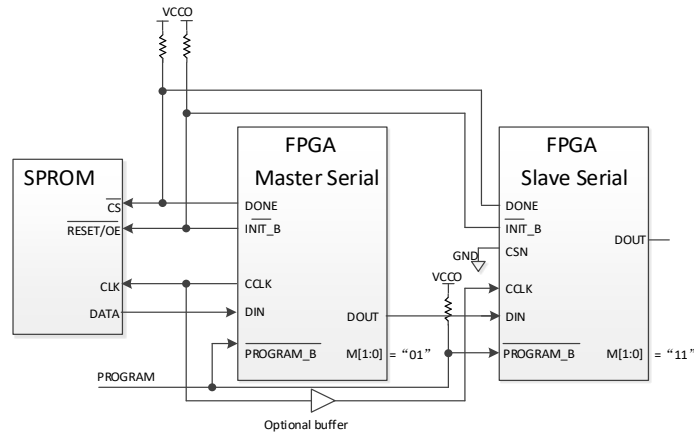 VCCO
FPGA
Master Serial
FPGA
Slave Serial
SPROM
CS
RESET/OE
CLK
DATA
DONE
INIT_B
CCLK
DIN
DOUT
PROGRAM_B
M[1:0] = “01”
VCCO
GND
DONE
INIT_B
CSN
DOUT
CCLK
DIN
PROGRAM_B
M[1:0] = “11”
PROGRAM
Optional buffer